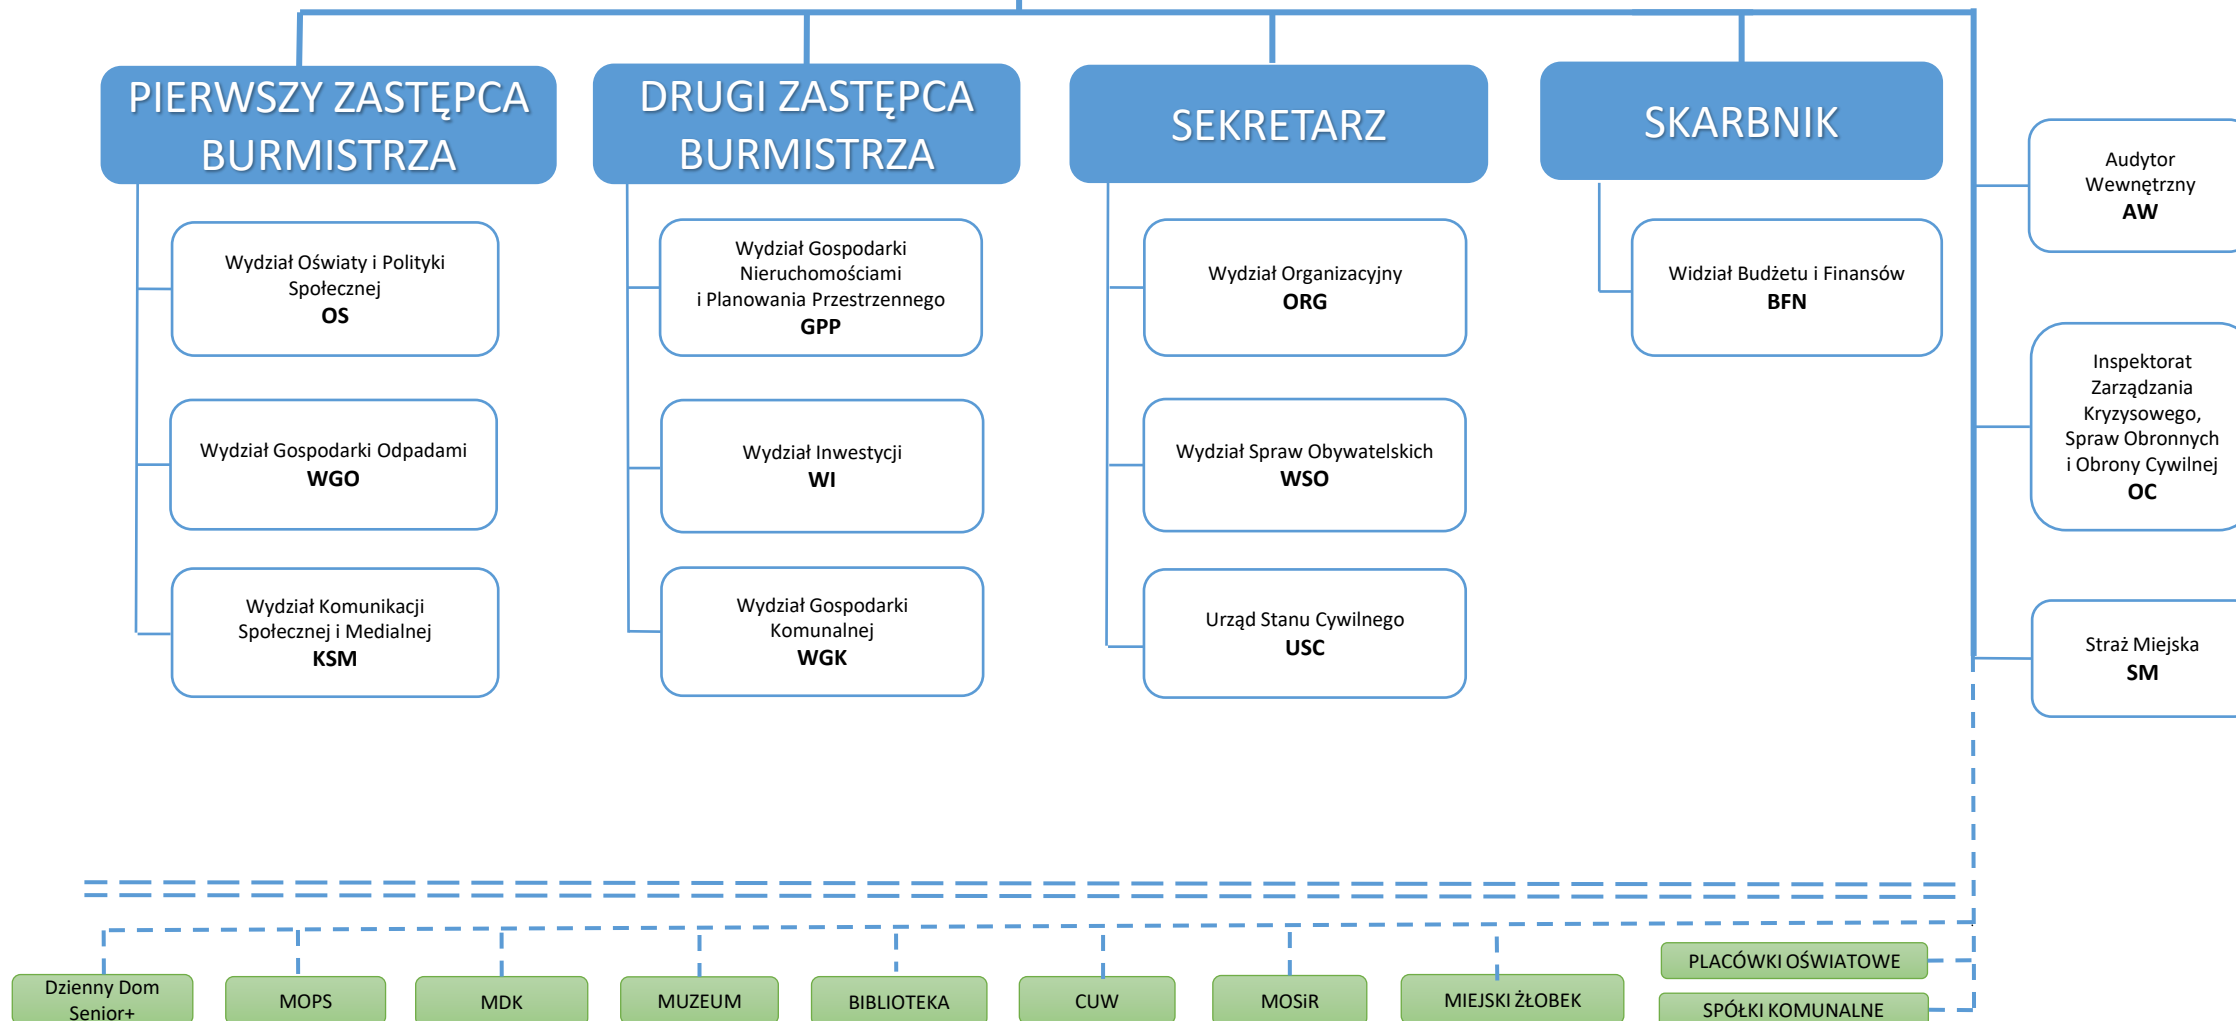 PIERWSZY ZASTĘPCA
BURMISTRZA
DRUGI ZASTĘPCA
BURMISTRZA
SEKRETARZ
SKARBNIK
Wydział Oświaty i Polityki
Społecznej
OS
Wydział Gospodarki Odpadami
WGO
Wydział Komunikacji
Społecznej i Medialnej
KSM
Wydział Gospodarki
Nieruchomościami
i Planowania Przestrzennego
GPP
Wydział Inwestycji
WI
Wydział Gospodarki
Komunalnej
WGK
Wydział Organizacyjny
ORG
Wydział Spraw Obywatelskich
WSO
Urząd Stanu Cywilnego
USC
Widział Budżetu i Finansów
BFN
Audytor
Wewnętrzny
AW
Inspektorat
Zarządzania
Kryzysowego,
Spraw Obronnych
i Obrony Cywilnej
OC
Straż Miejska
SM
Dzienny Dom
Senior+
MOPS
MDK
MUZEUM
BIBLIOTEKA
CUW
MOSiR
MIEJSKI ŻŁOBEK
PLACÓWKI OŚWIATOWE
SPÓŁKI KOMUNALNE